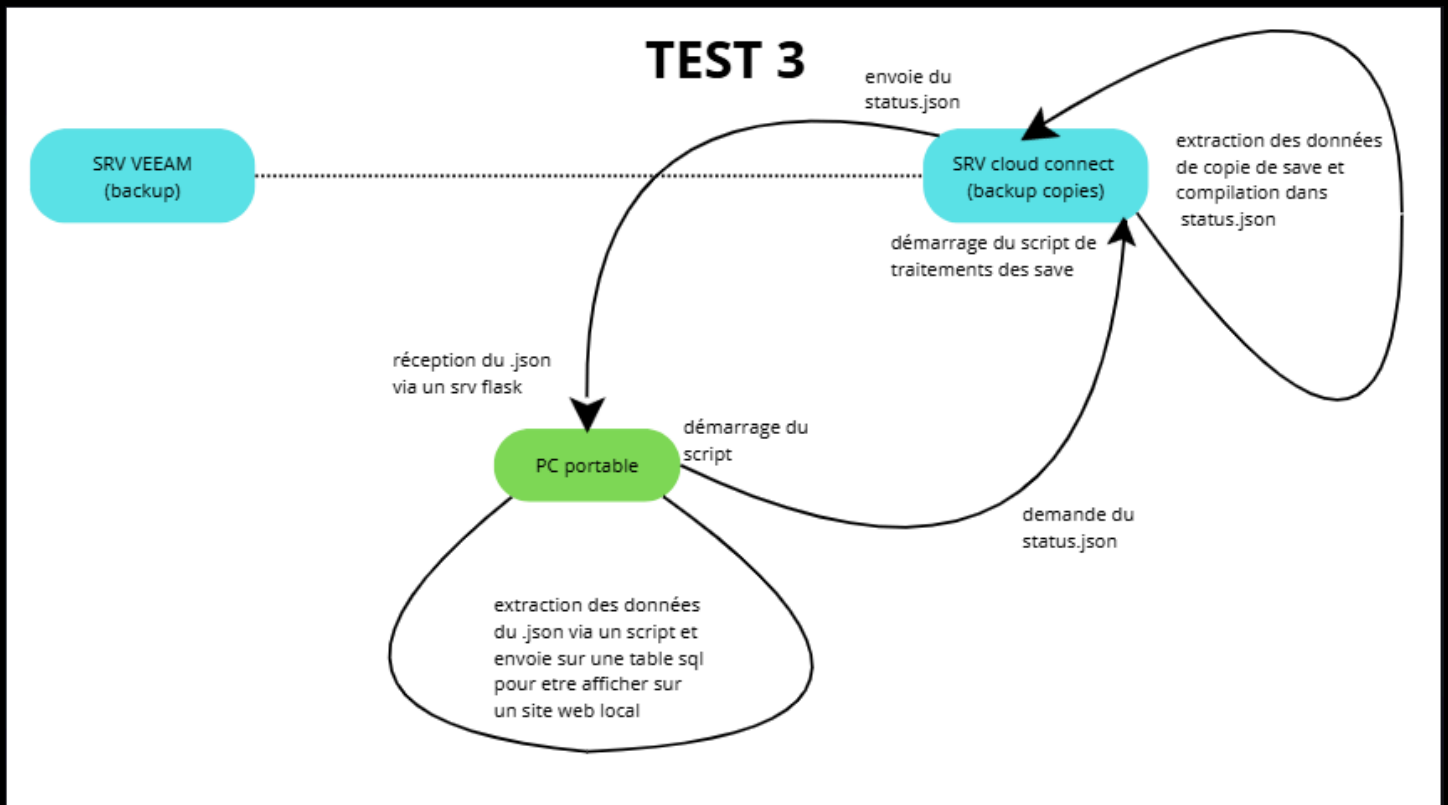 TEST 3
envoie du
status.json
SRV VEEAM
(backup)
SRV cloud connect
(backup copies)
extraction des données
de copie de save et
compilation dans
status.json
démarrage du script de
traitements des save
réception du .json
via un srv flask
démarrage du
script
PC portable
demande du
status.json
extraction des données
du .json via un script et
envoie sur une table sql
pour etre afficher sur
un site web local